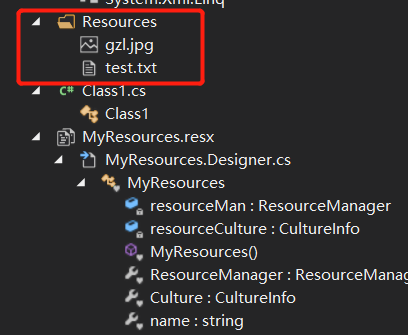 System.Xml.Linq
Resources
gzl.jpg
test.txt
C# Class1.cs
Class1
MyResources.resx
MyResources.Designer.cs
MyResources
resourceMan : ResourceManager
resourceCulture : CultureInfo
MyResources()
ResourceManager : ResourceManag
Culture : CultureInfo
name : string